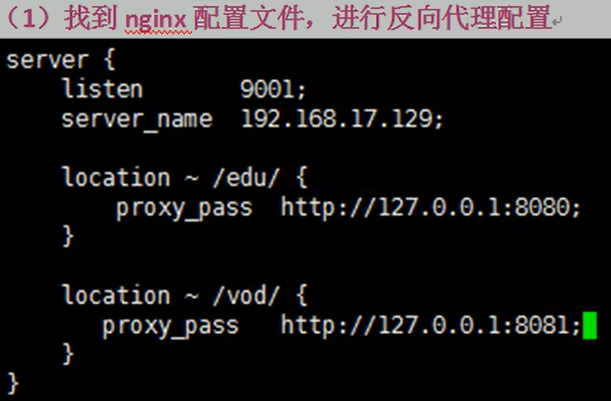 （1）找到 nginx 配置文件，进行反向代理配置
server {
    listen       9001;
    server_name  192.168.17.129;
    location ~ /edu/ {
        proxy_pass  http://127.0.0.1:8080;
    }
    location ~ /vod/ {
       proxy_pass   http://127.0.0.1:8081;
    }
}